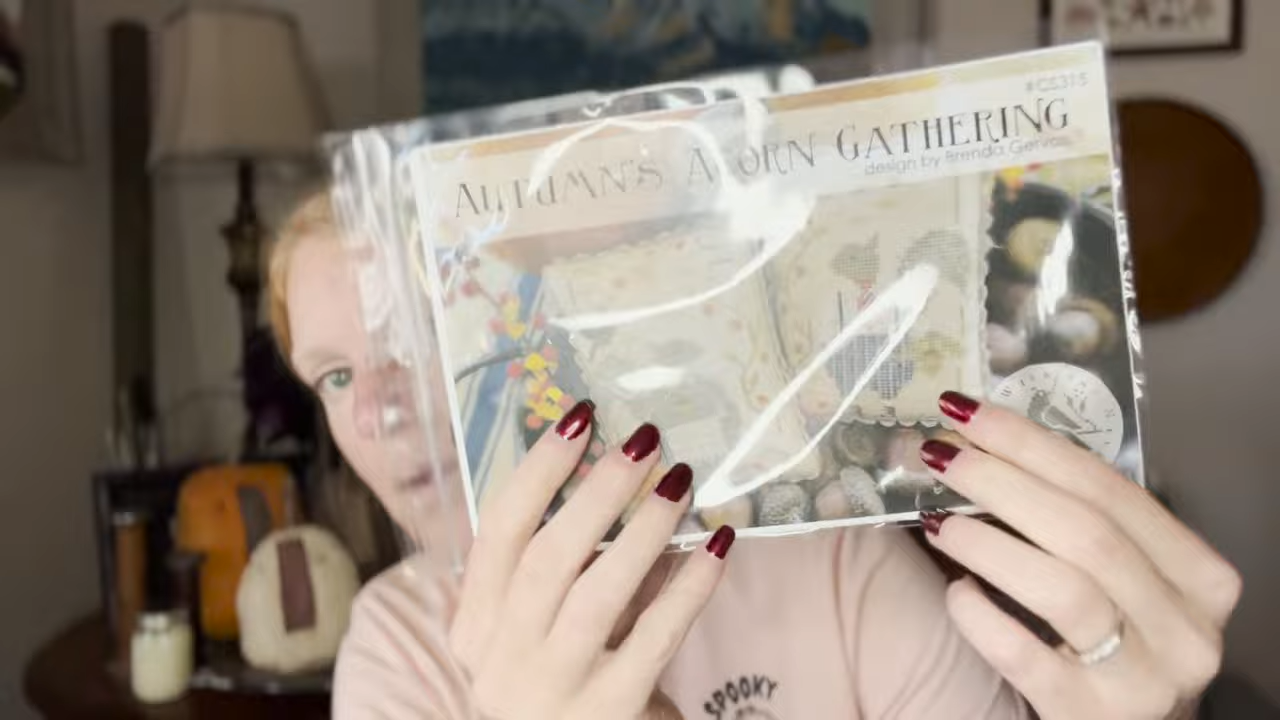 #CS315
AUTUMN'S ACORN GATHERING
design by Brenda Gervais
SPOOKY